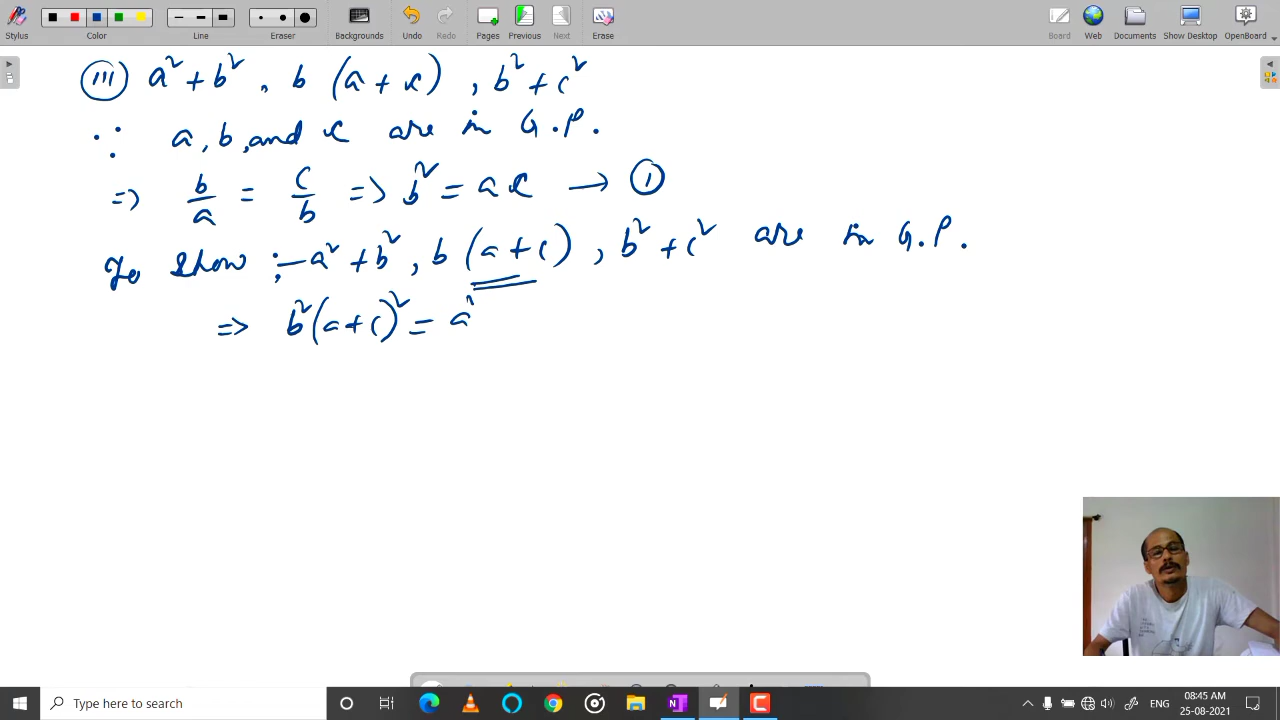 Stylus Color Line Eraser Backgrounds Undo Redo Pages Previous Next Erase Board Web Documents Show Desktop OpenBoard
(III) a² + b² , b (a + c) , b² + c²
∵ a, b, and c are in G.P.
=> b/a = c/b => b² = ac → ①
To show :- a² + b² , b (a + c) , b² + c² are in G.P.
=> b²(a + c)² = a²
Type here to search
ENG
08:45 AM
25-08-2021